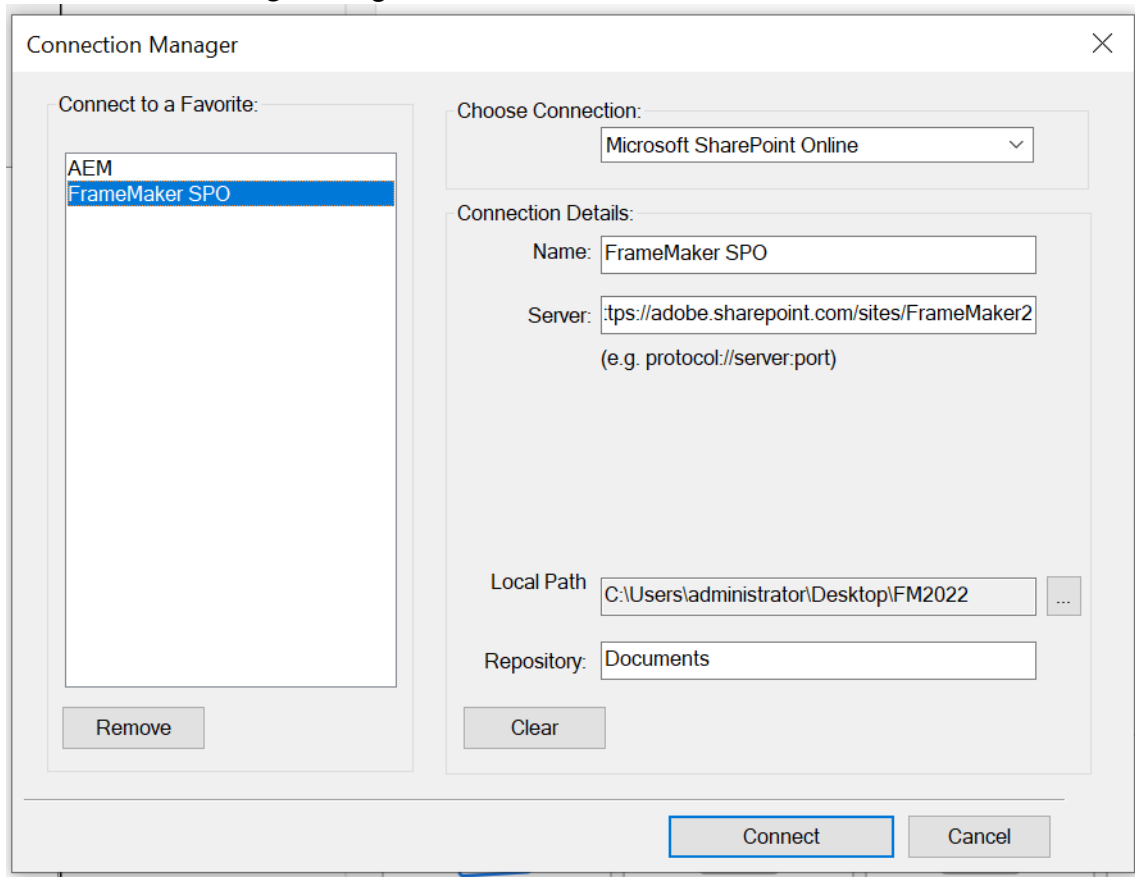 Connection Manager
Connect to a Favorite:
AEM
FrameMaker SPO
Remove
Choose Connection:
Microsoft SharePoint Online
Connection Details:
Name: FrameMaker SPO
Server: :tps://adobe.sharepoint.com/sites/FrameMaker2
(e.g. protocol://server:port)
Local Path C:\Users\administrator\Desktop\FM2022 ...
Repository: Documents
Clear
Connect Cancel